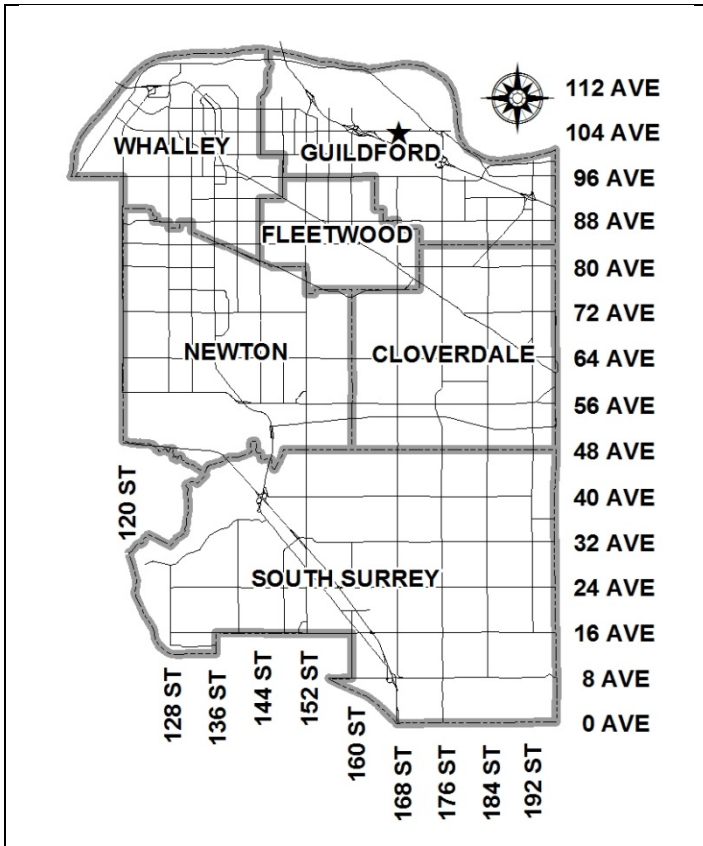 112 AVE
104 AVE
WHALLEY
GUILDFORD
96 AVE
88 AVE
FLEETWOOD
80 AVE
72 AVE
NEWTON
CLOVERDALE
64 AVE
56 AVE
48 AVE
120 ST
40 AVE
32 AVE
SOUTH SURREY
24 AVE
16 AVE
128 ST
136 ST
144 ST
152 ST
160 ST
8 AVE
0 AVE
168 ST
176 ST
184 ST
192 ST